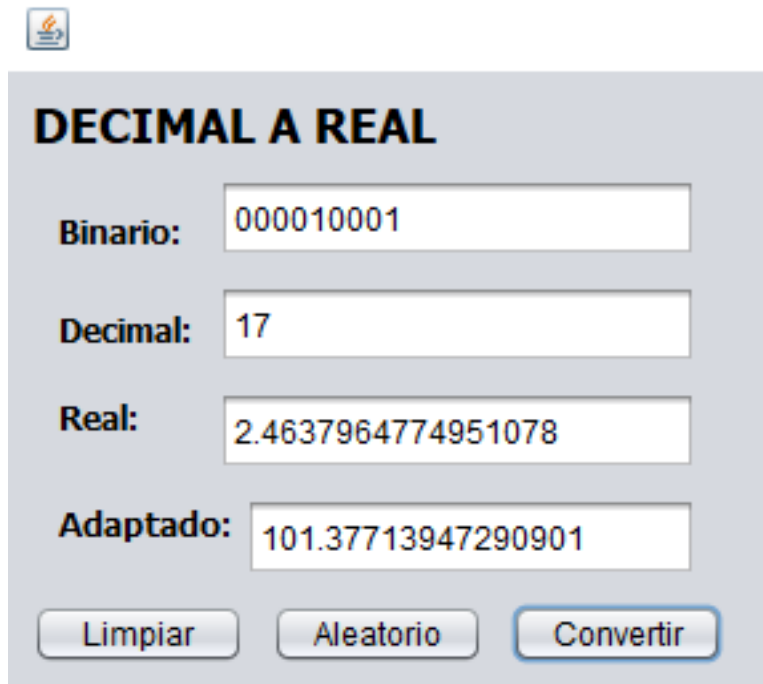 DECIMAL A REAL
Binario: 000010001
Decimal: 17
Real: 2.4637964774951078
Adaptado: 101.37713947290901
Limpiar Aleatorio Convertir